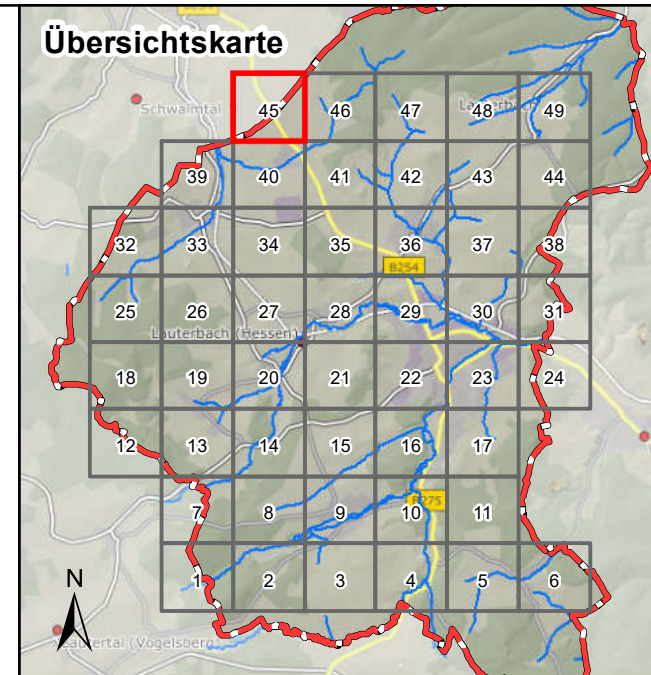 Übersichtskarte
45 46 47 48 49
Schwalmtal
39 40 41 42 43 44
32 33 34 35 36 37 38
B254
25 26 27 28 29 30 31
Lauterbach (Hessen)
18 19 20 21 22 23 24
12 13 14 15 16 17
7 8 9 10 11
B275
N
1 2 3 4 5 6
Lautertal (Vogelsberg)